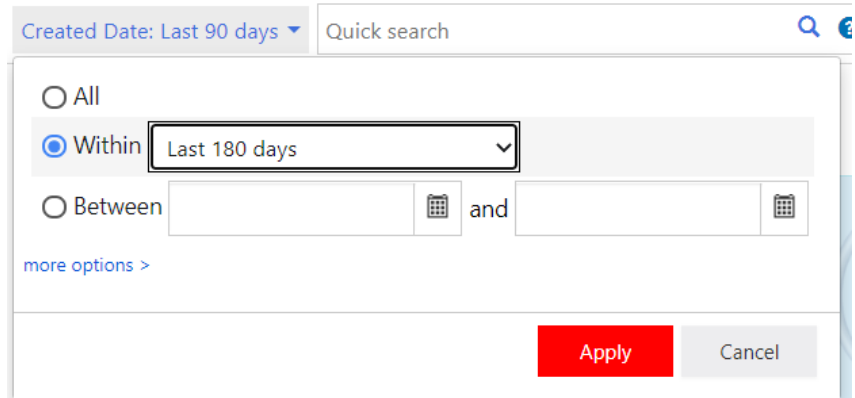 Created Date: Last 90 days Quick search ?
All
Within Last 180 days
Between and
more options >
Apply Cancel